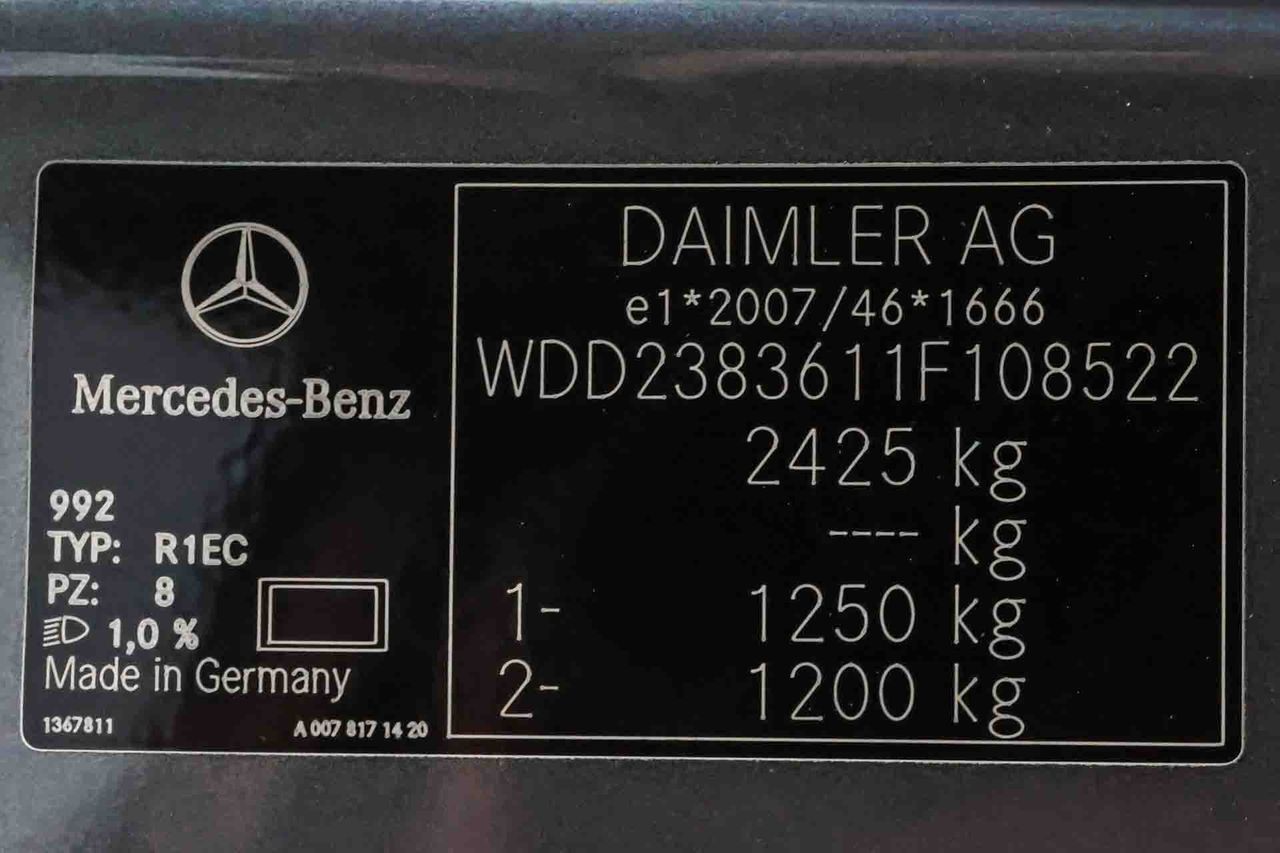 Mercedes-Benz
992
TYP: R1EC
PZ: 8
1,0 %
Made in Germany
1367811 A 007 817 14 20
DAIMLER AG
e1*2007/46*1666
WDD2383611F108522
2425 kg
---- kg
1- 1250 kg
2- 1200 kg